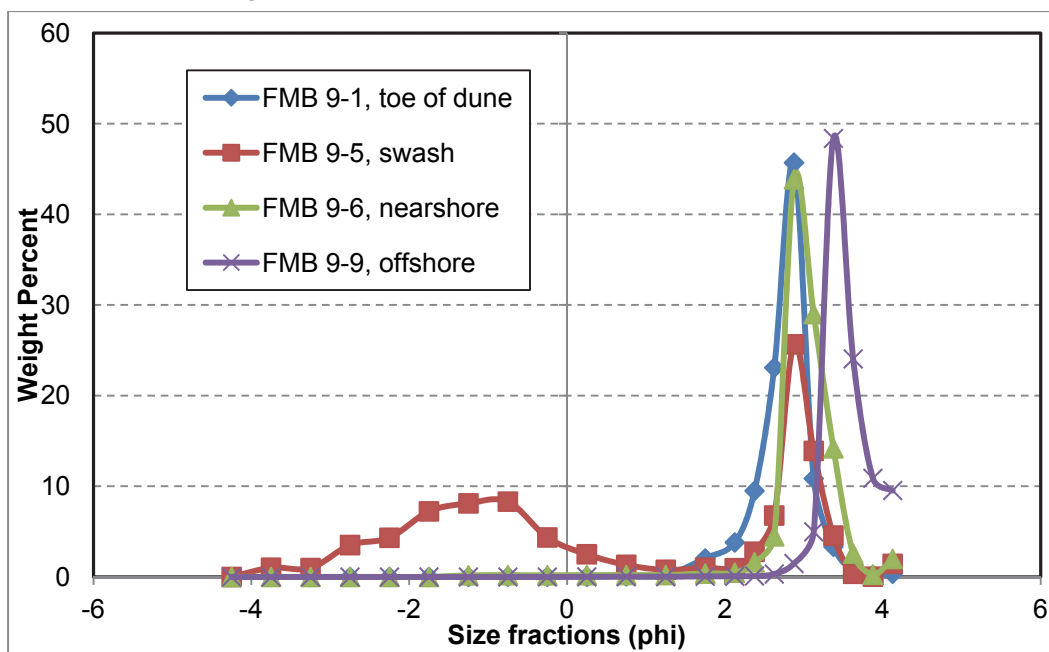 60
50
40
30
20
10
0
Weight Percent
FMB 9-1, toe of dune
FMB 9-5, swash
FMB 9-6, nearshore
FMB 9-9, offshore
-6 -4 -2 0 2 4 6
Size fractions (phi)